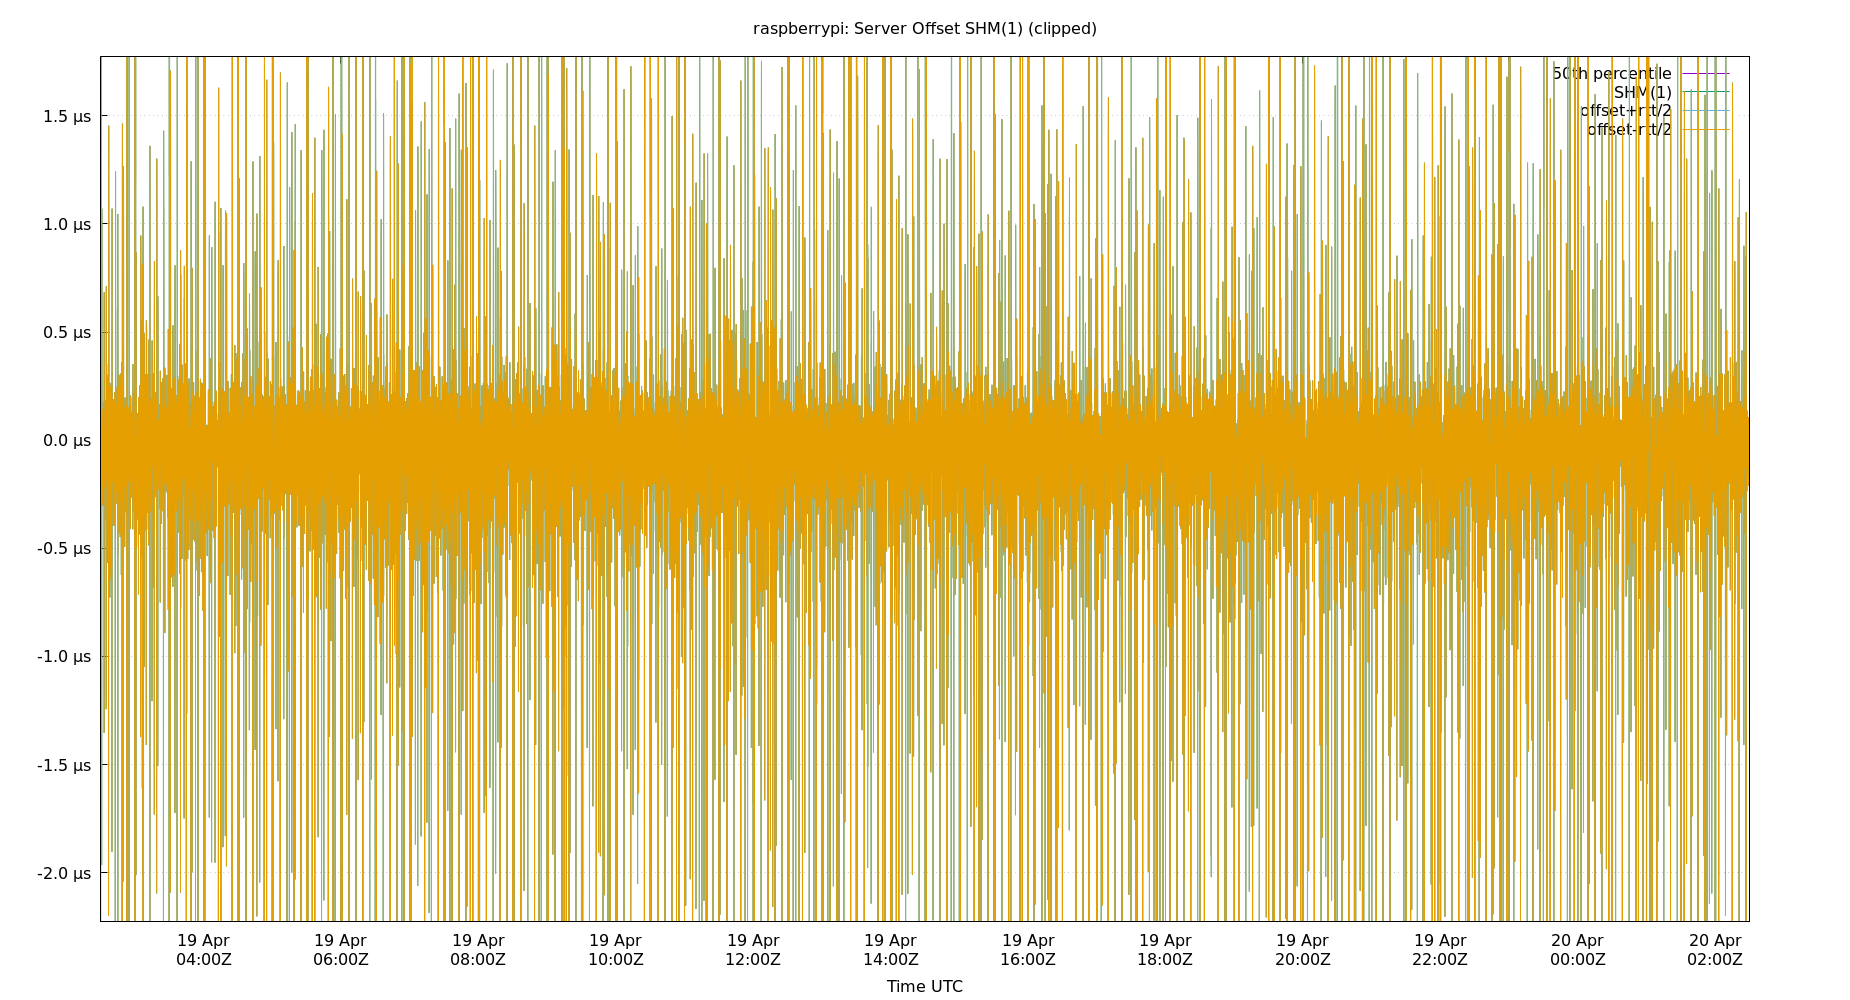 raspberrypi: Server Offset SHM(1) (clipped)
50th percentile
SHM(1)
offset+rtt/2
offset-rtt/2
1.5 µs
1.0 µs
0.5 µs
0.0 µs
-0.5 µs
-1.0 µs
-1.5 µs
-2.0 µs
19 Apr 19 Apr 19 Apr 19 Apr 19 Apr 19 Apr 19 Apr 19 Apr 19 Apr 19 Apr 20 Apr 20 Apr
04:00Z 06:00Z 08:00Z 10:00Z 12:00Z 14:00Z 16:00Z 18:00Z 20:00Z 22:00Z 00:00Z 02:00Z
Time UTC